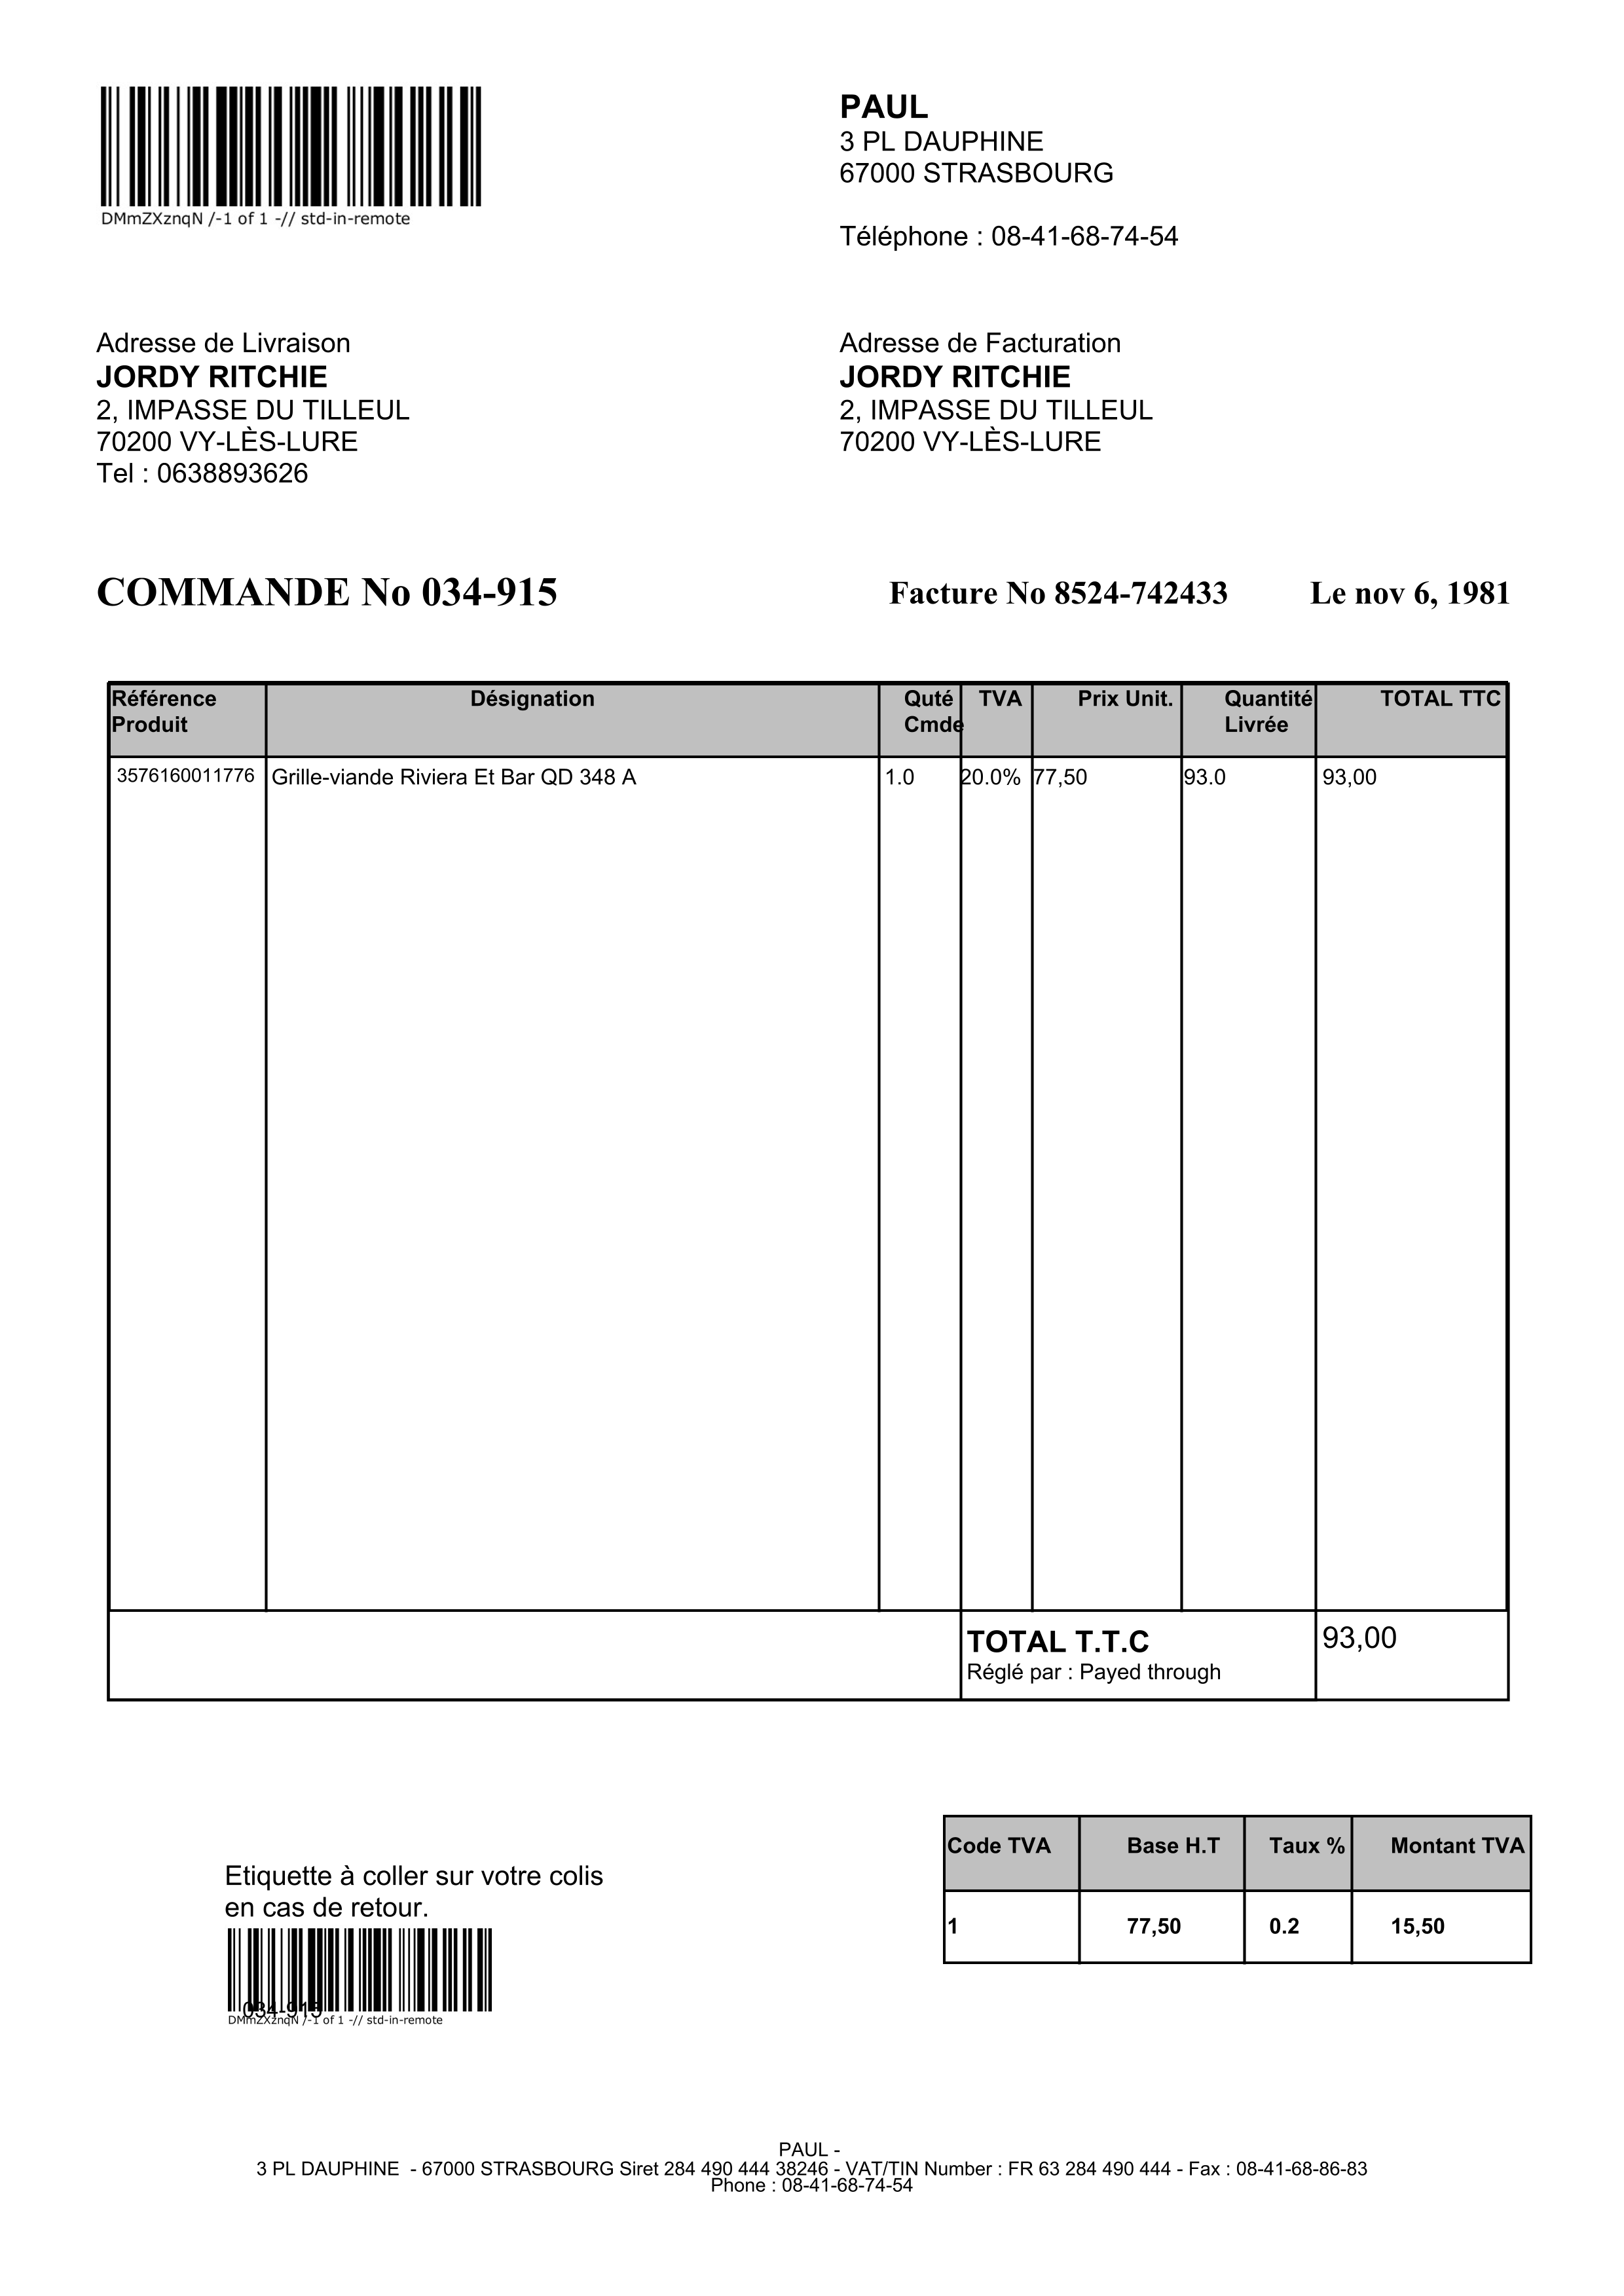 DMmZXznqN /-1 of 1 -// std-in-remote
PAUL
3 PL DAUPHINE
67000 STRASBOURG
Téléphone : 08-41-68-74-54
Adresse de Livraison
JORDY RITCHIE
2, IMPASSE DU TILLEUL
70200 VY-LÈS-LURE
Tel : 0638893626
Adresse de Facturation
JORDY RITCHIE
2, IMPASSE DU TILLEUL
70200 VY-LÈS-LURE
COMMANDE No 034-915 Facture No 8524-742433 Le nov 6, 1981
Référence Produit Désignation Quté Cmde TVA Prix Unit. Quantité Livrée TOTAL TTC
3576160011776 Grille-viande Riviera Et Bar QD 348 A 1.0 20.0% 77,50 93.0 93,00
TOTAL T.T.C 93,00
Réglé par : Payed through
Code TVA Base H.T Taux % Montant TVA
1 77,50 0.2 15,50
Etiquette à coller sur votre colis
en cas de retour.
034-915
DMmZXznqN /-1 of 1 -// std-in-remote
PAUL -
3 PL DAUPHINE - 67000 STRASBOURG Siret 284 490 444 38246 - VAT/TIN Number : FR 63 284 490 444 - Fax : 08-41-68-86-83
Phone : 08-41-68-74-54